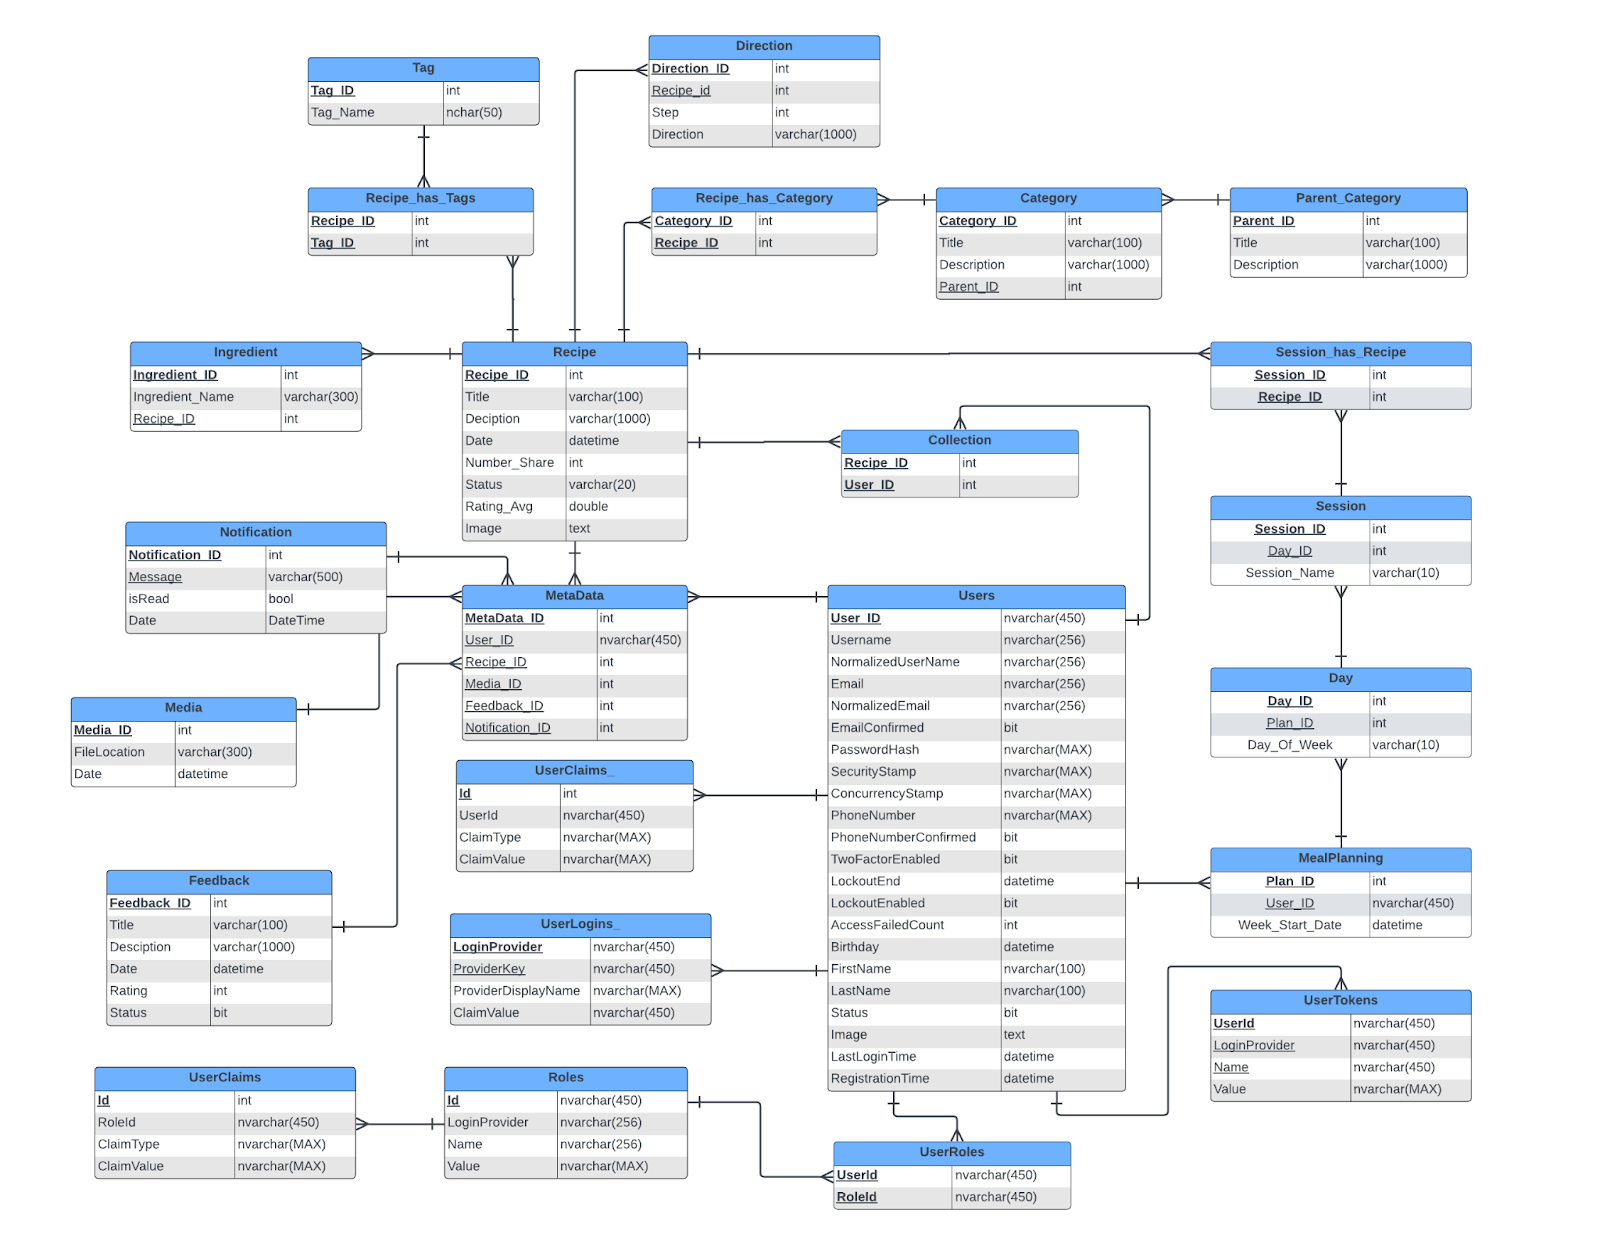 Direction
Direction_ID int
Recipe_id int
Step int
Direction varchar(1000)
Tag
Tag_ID int
Tag_Name nchar(50)
Recipe_has_Tags
Recipe_ID int
Tag_ID int
Recipe_has_Category
Category_ID int
Recipe_ID int
Category
Category_ID int
Title varchar(100)
Description varchar(1000)
Parent_ID int
Parent_Category
Parent_ID int
Title varchar(100)
Description varchar(1000)
Ingredient
Ingredient_ID int
Ingredient_Name varchar(300)
Recipe_ID int
Recipe
Recipe_ID int
Title varchar(100)
Deciption varchar(1000)
Date datetime
Number_Share int
Status varchar(20)
Rating_Avg double
Image text
Session_has_Recipe
Session_ID int
Recipe_ID int
Collection
Recipe_ID int
User_ID int
Session
Session_ID int
Day_ID int
Session_Name varchar(10)
Notification
Notification_ID int
Message varchar(500)
isRead bool
Date DateTime
MetaData
MetaData_ID int
User_ID nvarchar(450)
Recipe_ID int
Media_ID int
Feedback_ID int
Notification_ID int
Users
User_ID nvarchar(450)
Username nvarchar(256)
NormalizedUserName nvarchar(256)
Email nvarchar(256)
NormalizedEmail nvarchar(256)
EmailConfirmed bit
PasswordHash nvarchar(MAX)
SecurityStamp nvarchar(MAX)
ConcurrencyStamp nvarchar(MAX)
PhoneNumber nvarchar(MAX)
PhoneNumberConfirmed bit
TwoFactorEnabled bit
LockoutEnd datetime
LockoutEnabled bit
AccessFailedCount int
Birthday datetime
FirstName nvarchar(100)
LastName nvarchar(100)
Status bit
Image text
LastLoginTime datetime
RegistrationTime datetime
Day
Day_ID int
Plan_ID int
Day_Of_Week varchar(10)
Media
Media_ID int
FileLocation varchar(300)
Date datetime
UserClaims_
Id int
UserId nvarchar(450)
ClaimType nvarchar(MAX)
ClaimValue nvarchar(MAX)
MealPlanning
Plan_ID int
User_ID nvarchar(450)
Week_Start_Date datetime
Feedback
Feedback_ID int
Title varchar(100)
Desciption varchar(1000)
Date datetime
Rating int
Status bit
UserLogins_
LoginProvider nvarchar(450)
ProviderKey nvarchar(450)
ProviderDisplayName nvarchar(MAX)
ClaimValue nvarchar(450)
UserTokens
UserId nvarchar(450)
LoginProvider nvarchar(450)
Name nvarchar(450)
Value nvarchar(MAX)
UserClaims
Id int
RoleId nvarchar(450)
ClaimType nvarchar(MAX)
ClaimValue nvarchar(MAX)
Roles
Id nvarchar(450)
LoginProvider nvarchar(256)
Name nvarchar(256)
Value nvarchar(MAX)
UserRoles
UserId nvarchar(450)
RoleId nvarchar(450)